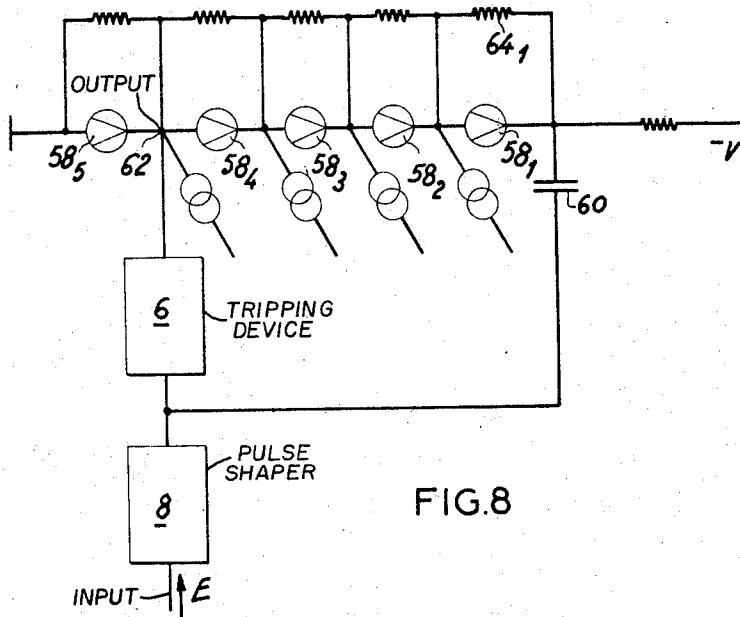 64₁
OUTPUT
58₅
62
58₄
58₃
58₂
58₁
-V
60
6
TRIPPING
DEVICE
PULSE
SHAPER
8
FIG.8
INPUT
E